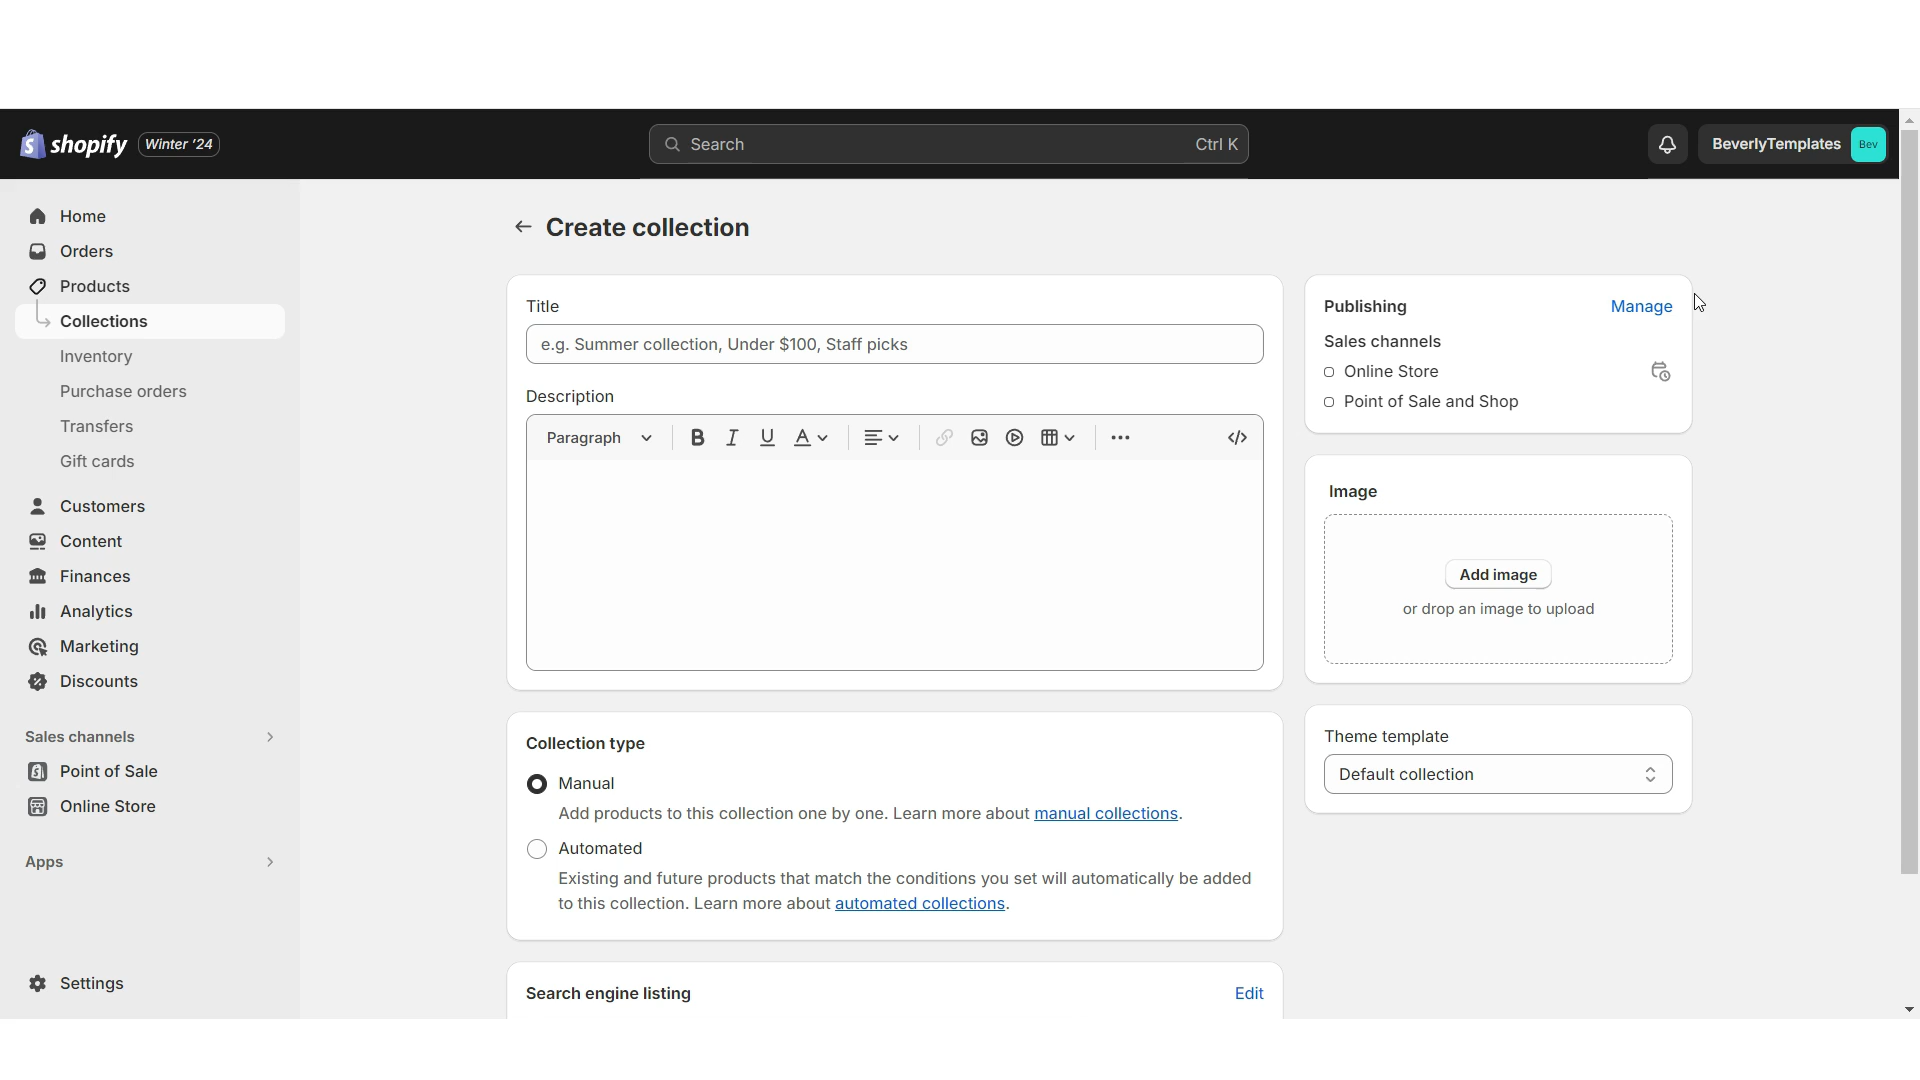 shopify Winter '24
Search Ctrl K
BeverlyTemplates Bev
Home
Orders
Products
Collections
Inventory
Purchase orders
Transfers
Gift cards
Customers
Content
Finances
Analytics
Marketing
Discounts
Sales channels
Point of Sale
Online Store
Apps
Settings
Create collection
Title
e.g. Summer collection, Under $100, Staff picks
Description
Paragraph
Collection type
Manual
Add products to this collection one by one. Learn more about manual collections.
Automated
Existing and future products that match the conditions you set will automatically be added
to this collection. Learn more about automated collections.
Search engine listing Edit
Publishing Manage
Sales channels
Online Store
Point of Sale and Shop
Image
Add image
or drop an image to upload
Theme template
Default collection